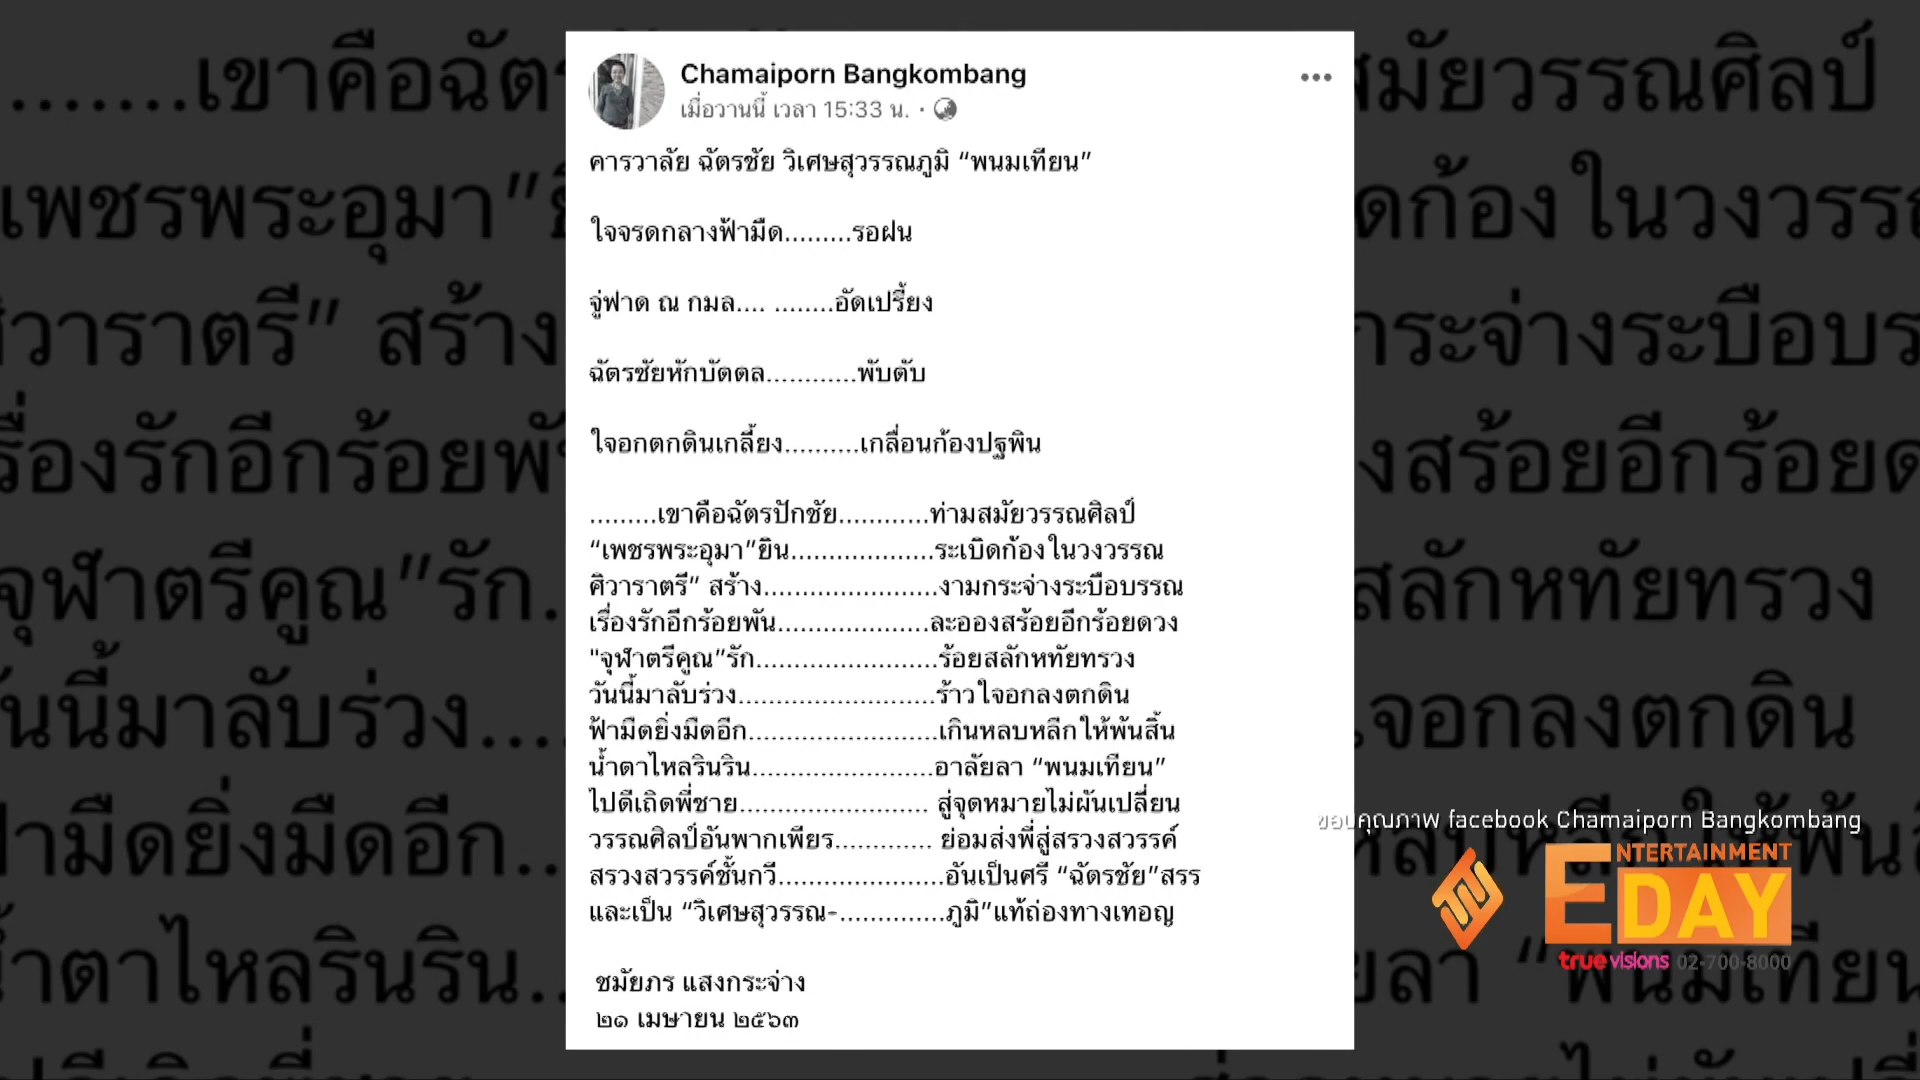 Chamaiporn Bangkombang
เมื่อวานนี้ เวลา 15:33 น. ·
คารวาลัย ฉัตรชัย วิเศษสุวรรณภูมิ “พนมเทียน”
ใจจรดกลางฟ้ามืด.........รอฝน
จู่ฟาด ณ กมล.... ........อัดเปรี้ยง
ฉัตรชัยหักบัดดล............พับดับ
ใจอกตกดินเกลี้ยง..........เกลื่อนก้องปฐพิน
.........เขาคือฉัตรปักชัย............ท่ามสมัยวรรณศิลป์
“เพชรพระอุมา”ยิน...................ระเบิดก้องในวงวรรณ
ศิวาราตรี” สร้าง.......................งามกระจ่างระบือบรรณ
เรื่องรักอีกร้อยพัน....................ละอองสร้อยอีกร้อยดวง
"จุฬาตรีคูณ”รัก........................ร้อยสลักหทัยทรวง
วันนี้มาลับร่วง..........................ร้าวใจอกลงตกดิน
ฟ้ามืดยิ่งมืดอีก.........................เกินหลบหลีกให้พ้นสิ้น
น้ำตาไหลรินริน........................อาลัยลา “พนมเทียน”
ไปดีเถิดพี่ชาย......................... สู่จุดหมายไม่ผันเปลี่ยน
วรรณศิลป์อันพากเพียร............. ย่อมส่งพี่สู่สรวงสวรรค์
สรวงสวรรค์ชั้นกวี......................อันเป็นศรี “ฉัตรชัย”สรร
และเป็น “วิเศษสุวรรณ-..............ภูมิ”แท้ถ่องทางเทอญ
ชมัยภร แสงกระจ่าง
๒๑ เมษายน ๒๕๖๓
ขอบคุณภาพ facebook Chamaiporn Bangkombang
ENTERTAINMENT
DAY
truevisions 02-700-8000